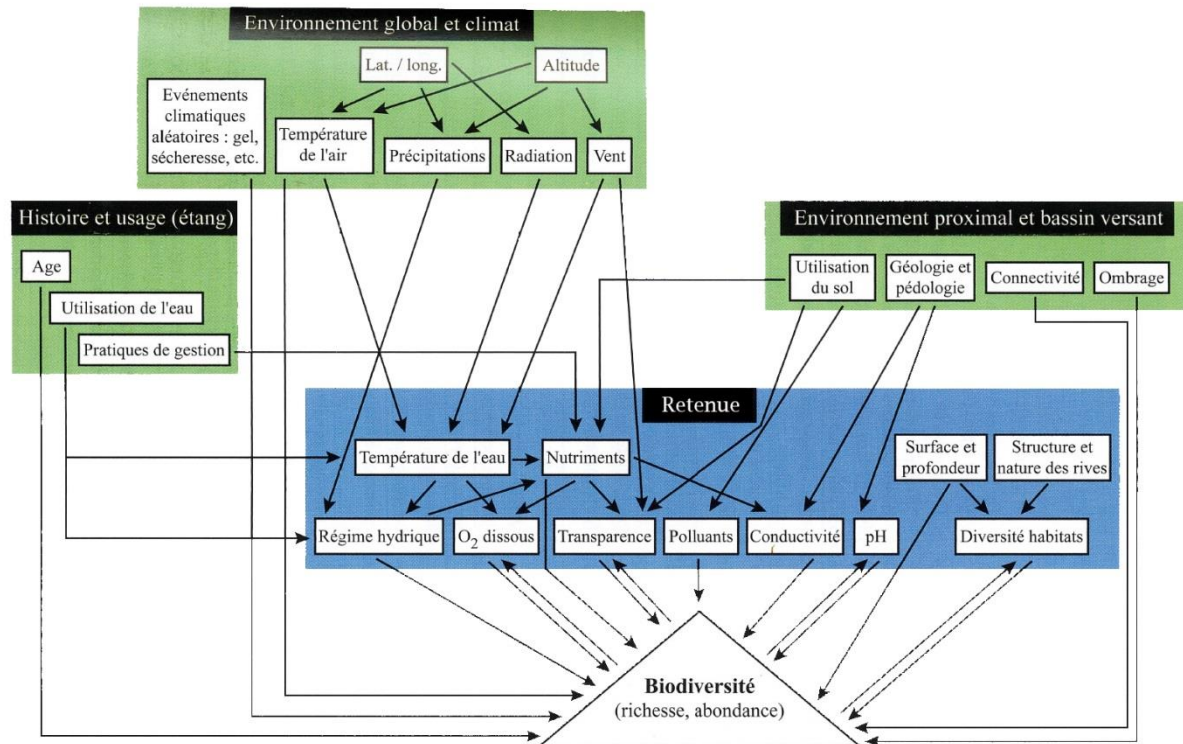 Environnement global et climat
Lat. / long.
Altitude
Evénements
climatiques
aléatoires : gel,
sécheresse, etc.
Température
de l'air
Précipitations
Radiation
Vent
Histoire et usage (étang)
Age
Utilisation de l'eau
Pratiques de gestion
Environnement proximal et bassin versant
Utilisation
du sol
Géologie et
pédologie
Connectivité
Ombrage
Retenue
Température de l'eau
Nutriments
Surface et
profondeur
Structure et
nature des rives
Régime hydrique
O2 dissous
Transparence
Polluants
Conductivité
pH
Diversité habitats
Biodiversité
(richesse, abondance)